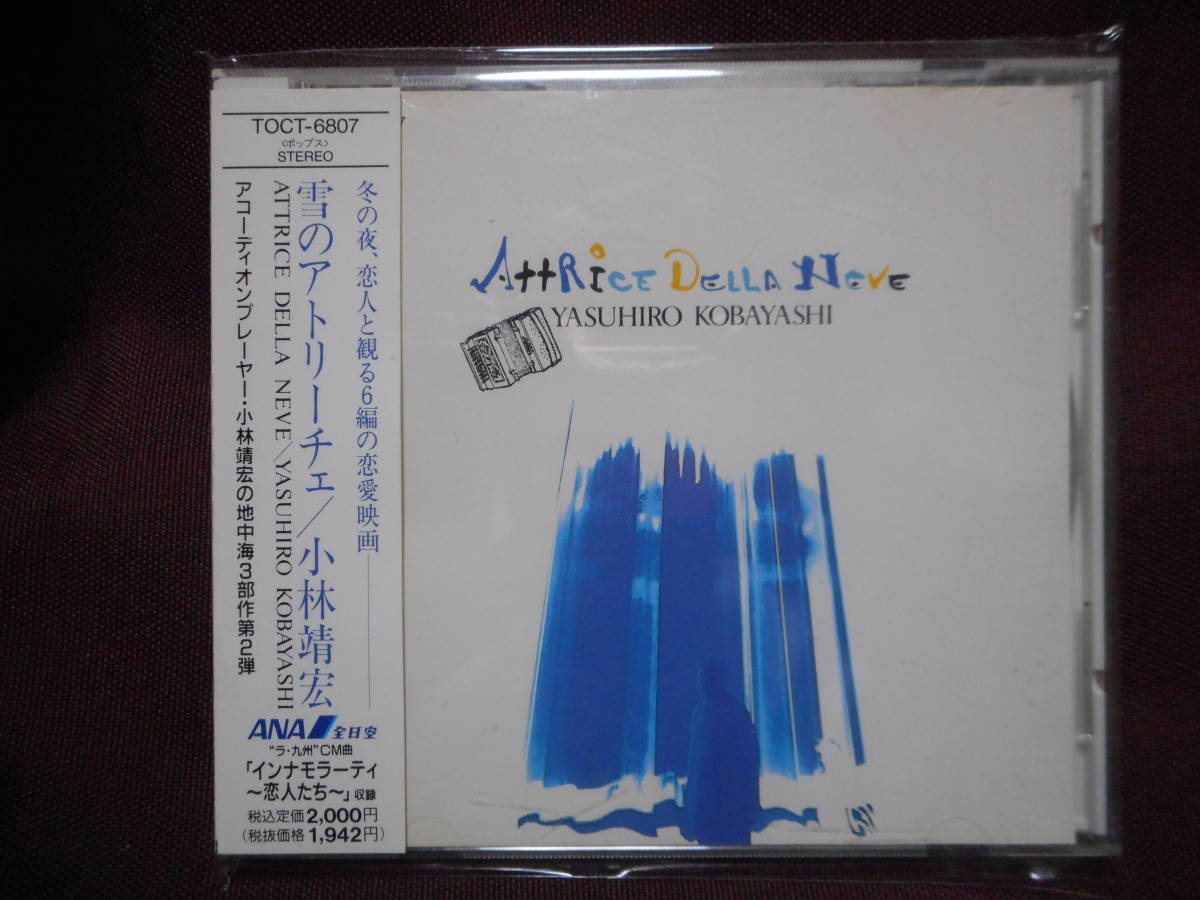 TOCT-6807
〈ポップス〉
STEREO
冬の夜、恋人と観る6編の恋愛映画
雪のアトリーチェ/小林靖宏
ATTRICE DELLA NEVE/YASUHIRO KOBAYASHI
アコーディオンプレーヤー・小林靖宏の地中海3部作第2弾
ANA 全日空
“ラ・九州”CM曲
「インナモラーティ
〜恋人たち〜」収録
税込定価2,000円
(税抜価格1,942円)
ATTRICE DELLA NEVE
YASUHIRO KOBAYASHI